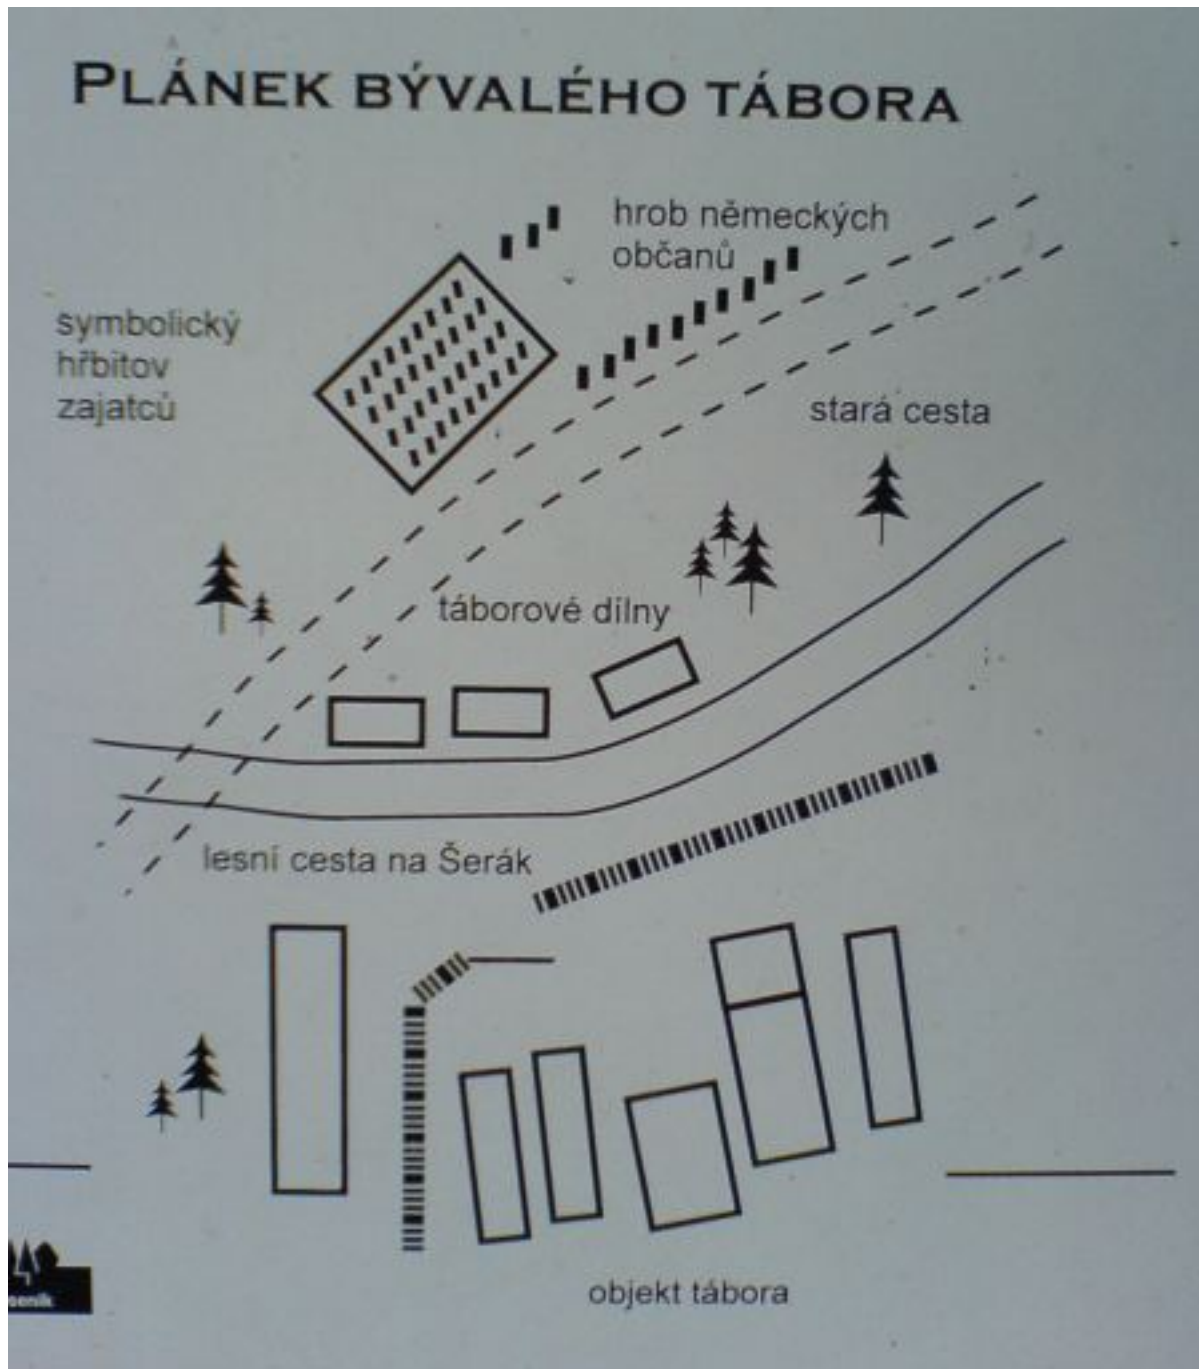 PLÁNEK BÝVALÉHO TÁBORA
hrob německých
občanů
symbolický
hřbitov
zajatců
stará cesta
táborové dílny
lesní cesta na Šerák
objekt tábora